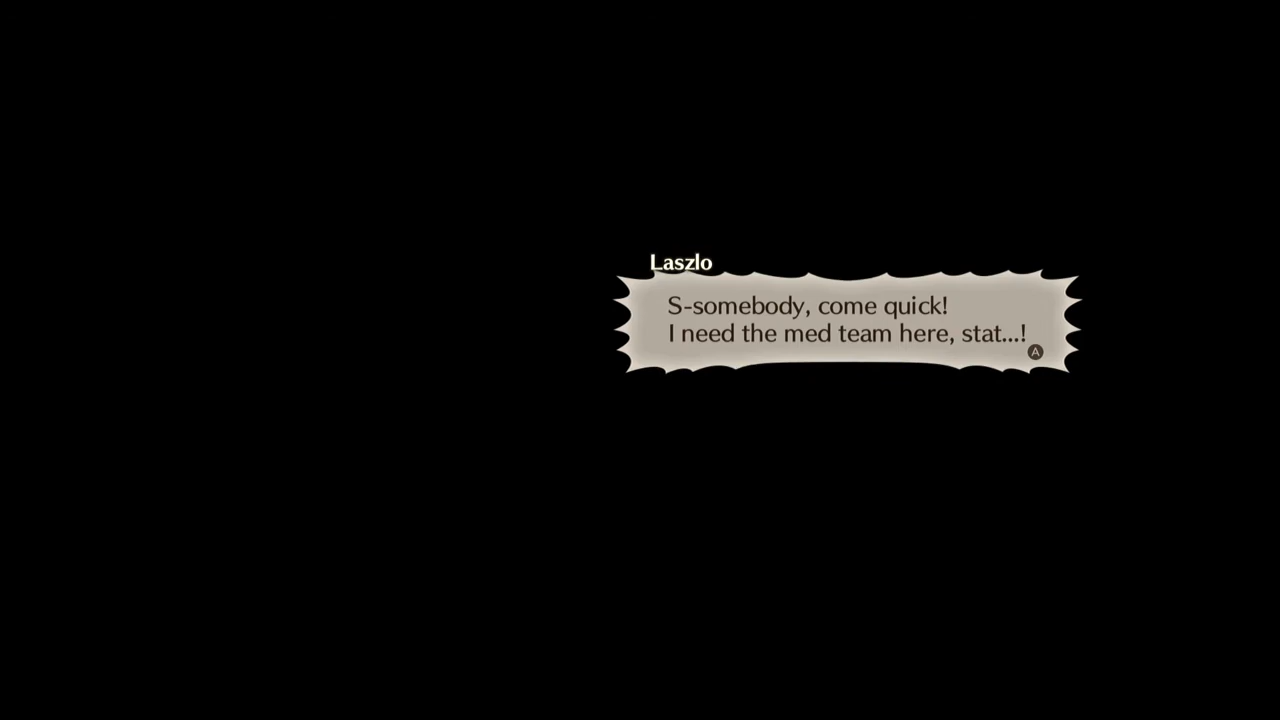 Laszlo
S-somebody, come quick!
I need the med team here, stat...!
A